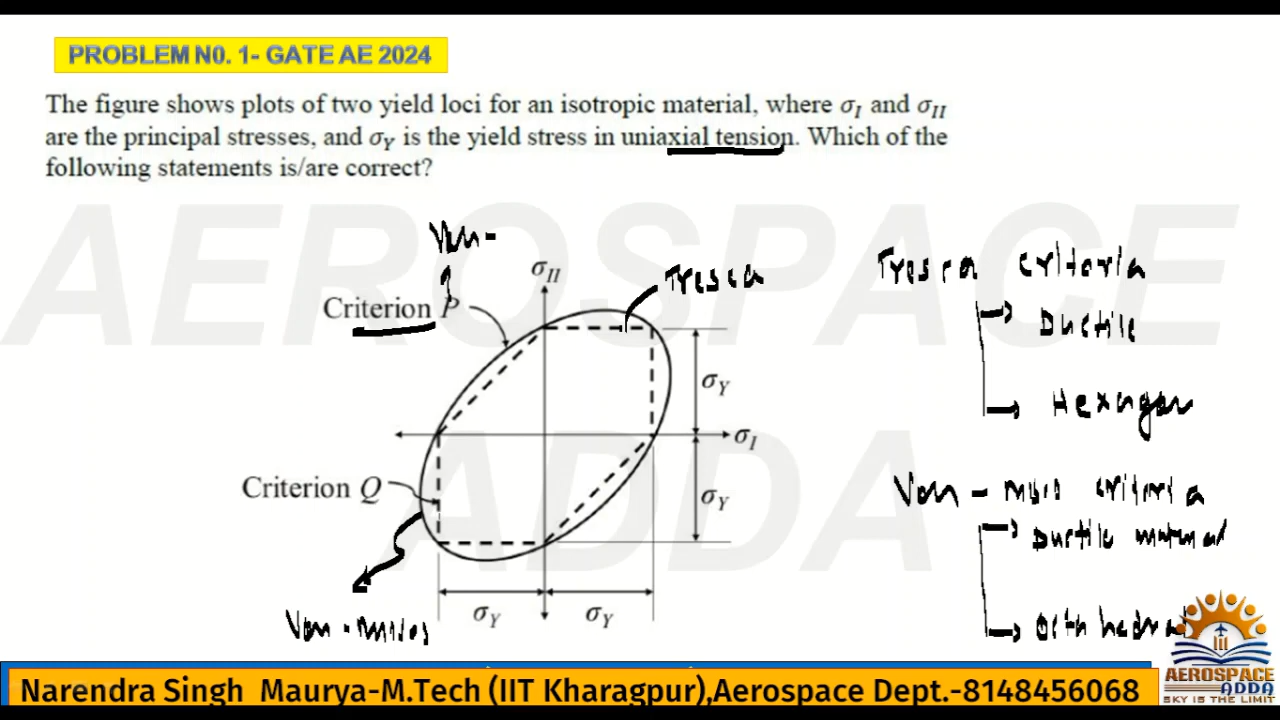 PROBLEM N0. 1- GATE AE 2024
The figure shows plots of two yield loci for an isotropic material, where σI and σII
are the principal stresses, and σY is the yield stress in uniaxial tension. Which of the
following statements is/are correct?
AEROSPACE
ADDA
Von -
σII
Tresca
Criterion P
σY
σI
Criterion Q
σY
σY
σY
Von - mises
Tresca criteria
Ductile
Hexagon
Von - mises criteria
Ductile material
Octahedral
Narendra Singh Maurya-M.Tech (IIT Kharagpur),Aerospace Dept.-8148456068
AEROSPACE
ADDA
SKY IS THE LIMIT